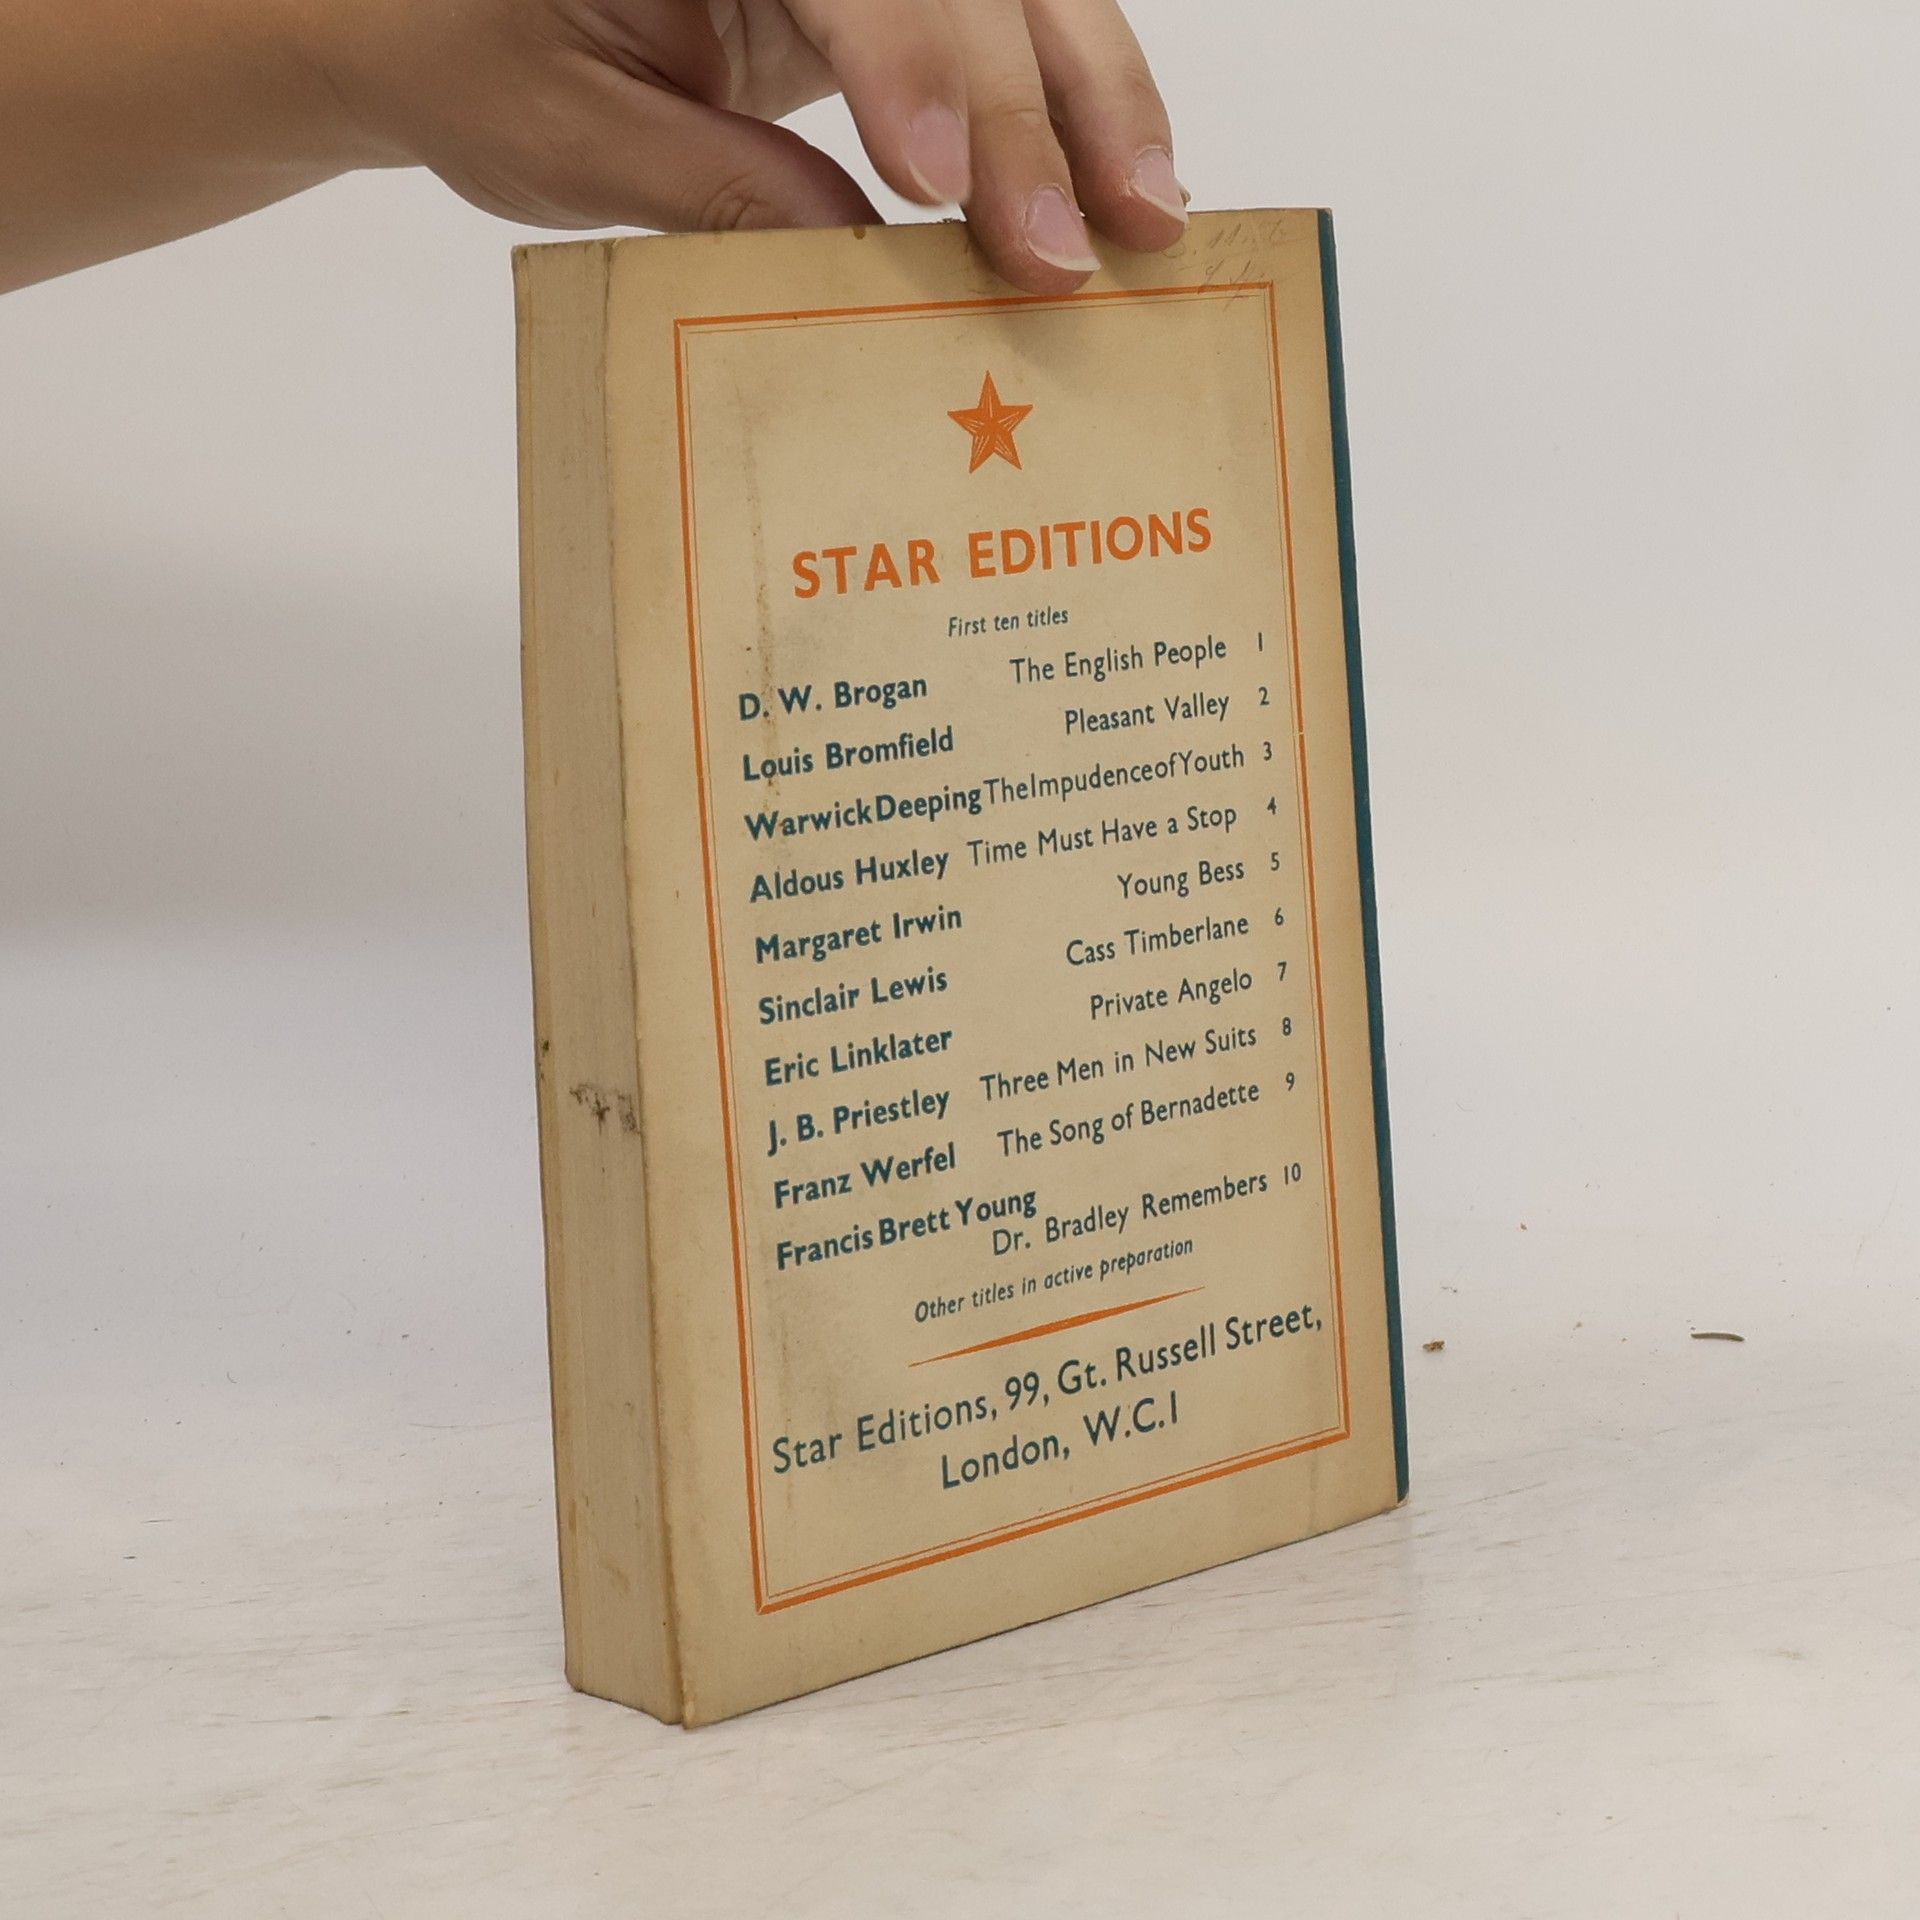 STAR EDITIONS
First ten titles
D. W. Brogan The English People 1
Louis Bromfield Pleasant Valley 2
Warwick Deeping The Impudence of Youth 3
Aldous Huxley Time Must Have a Stop 4
Margaret Irwin Young Bess 5
Sinclair Lewis Cass Timberlane 6
Eric Linklater Private Angelo 7
J. B. Priestley Three Men in New Suits 8
Franz Werfel The Song of Bernadette 9
Francis Brett Young
Dr. Bradley Remembers 10
Other titles in active preparation
Star Editions, 99, Gt. Russell Street,
London, W.C.1